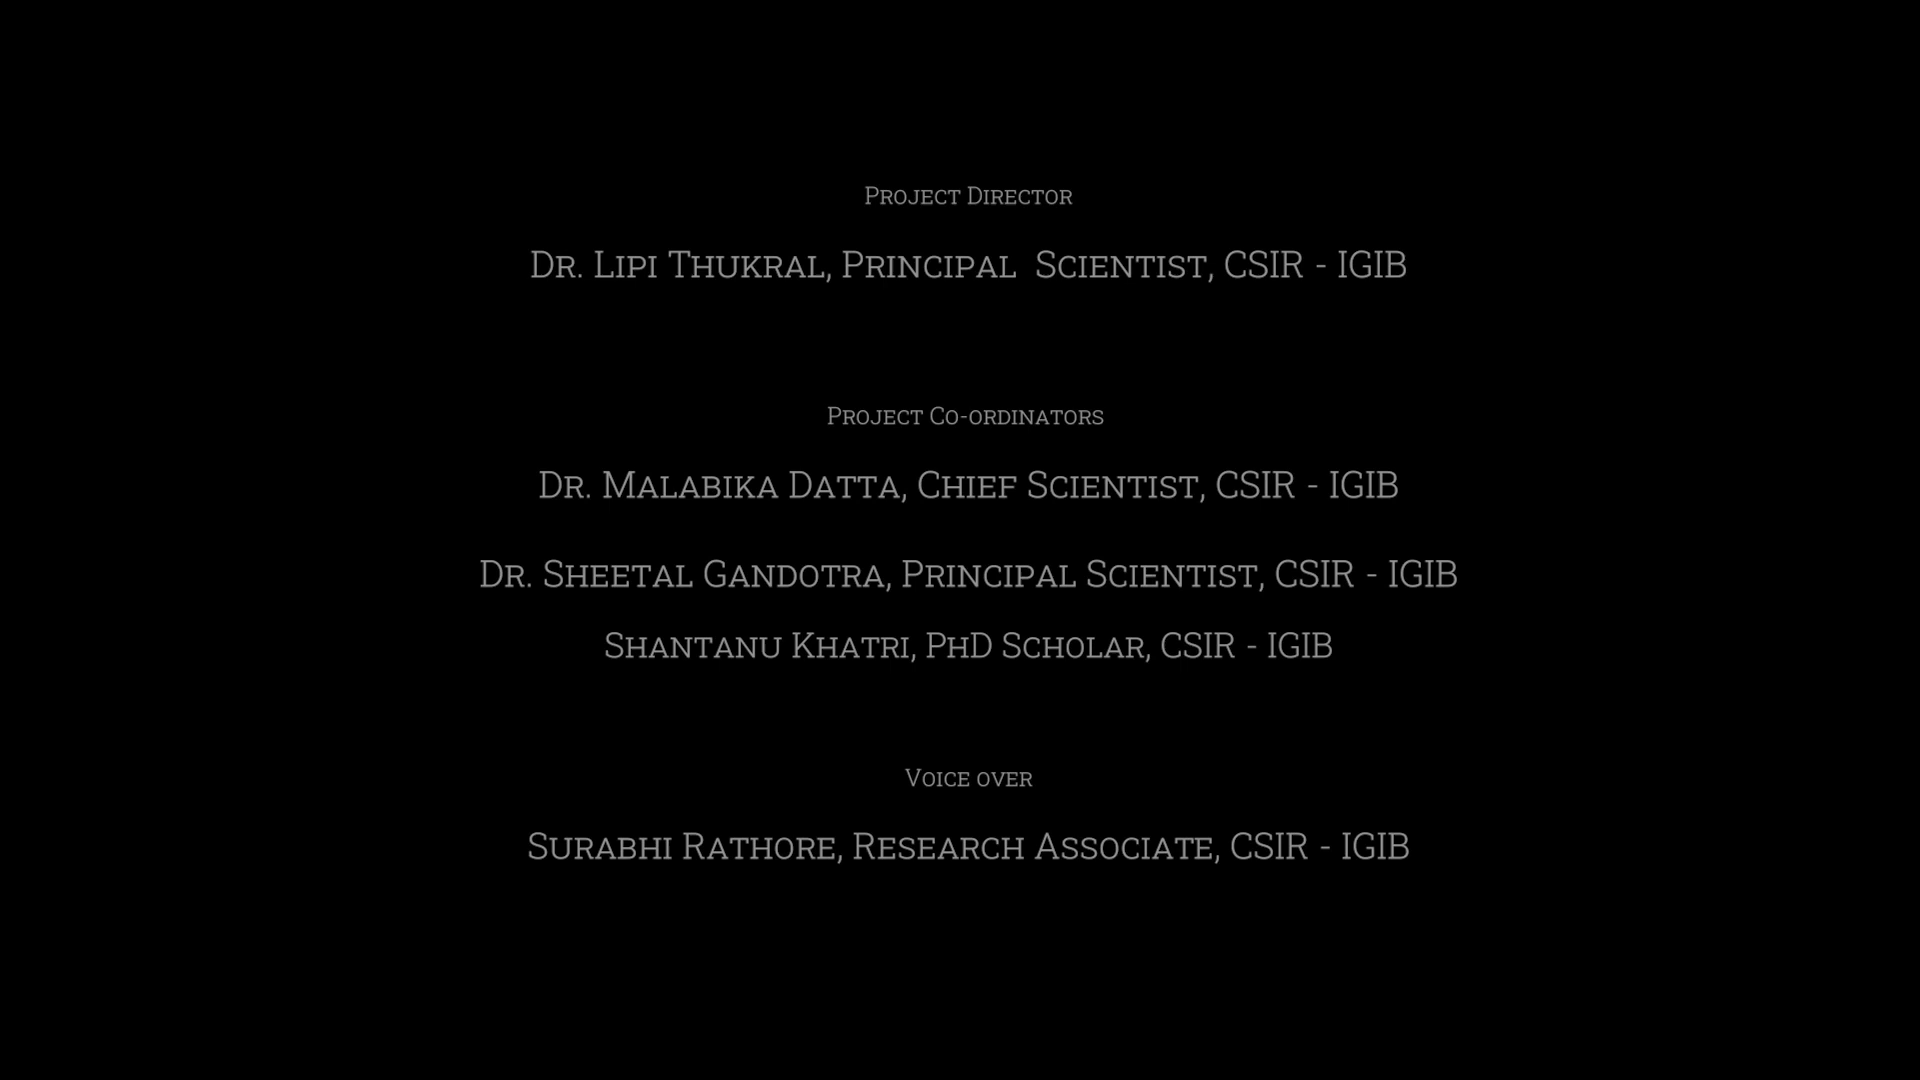 Project Director
Dr. Lipi Thukral, Principal Scientist, CSIR - IGIB
Project Co-ordinators
Dr. Malabika Datta, Chief Scientist, CSIR - IGIB
Dr. Sheetal Gandotra, Principal Scientist, CSIR - IGIB
Shantanu Khatri, PhD Scholar, CSIR - IGIB
Voice over
Surabhi Rathore, Research Associate, CSIR - IGIB